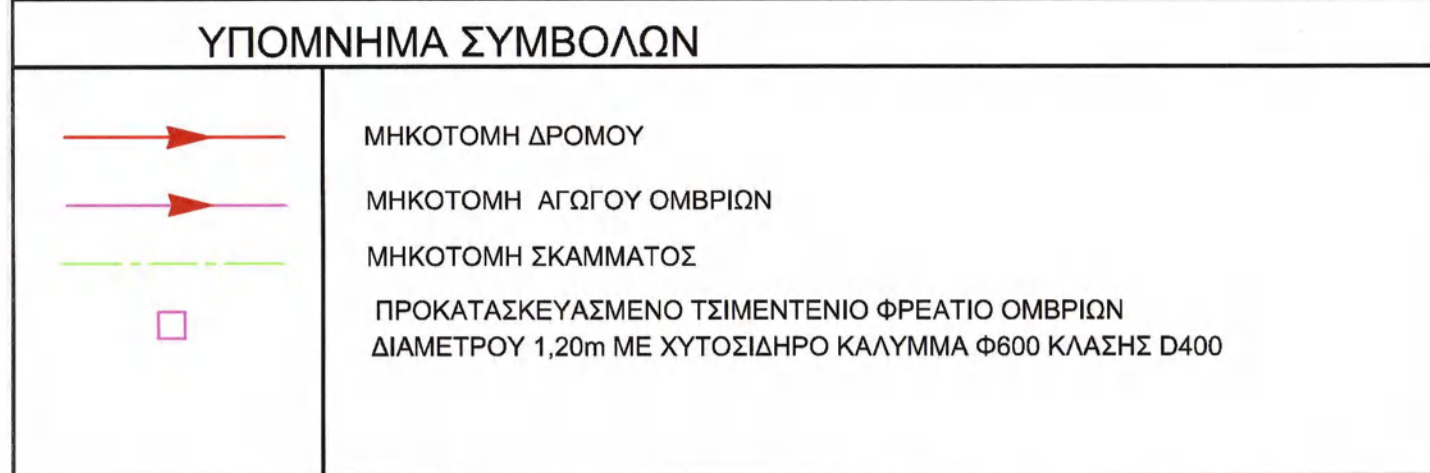 ΥΠΟΜΝΗΜΑ ΣΥΜΒΟΛΩΝ
ΜΗΚΟΤΟΜΗ ΔΡΟΜΟΥ
ΜΗΚΟΤΟΜΗ ΑΓΩΓΟΥ ΟΜΒΡΙΩΝ
ΜΗΚΟΤΟΜΗ ΣΚΑΜΜΑΤΟΣ
ΠΡΟΚΑΤΑΣΚΕΥΑΣΜΕΝΟ ΤΣΙΜΕΝΤΕΝΙΟ ΦΡΕΑΤΙΟ ΟΜΒΡΙΩΝ
ΔΙΑΜΕΤΡΟΥ 1,20m ΜΕ ΧΥΤΟΣΙΔΗΡΟ ΚΑΛΥΜΜΑ Φ600 ΚΛΑΣΗΣ D400